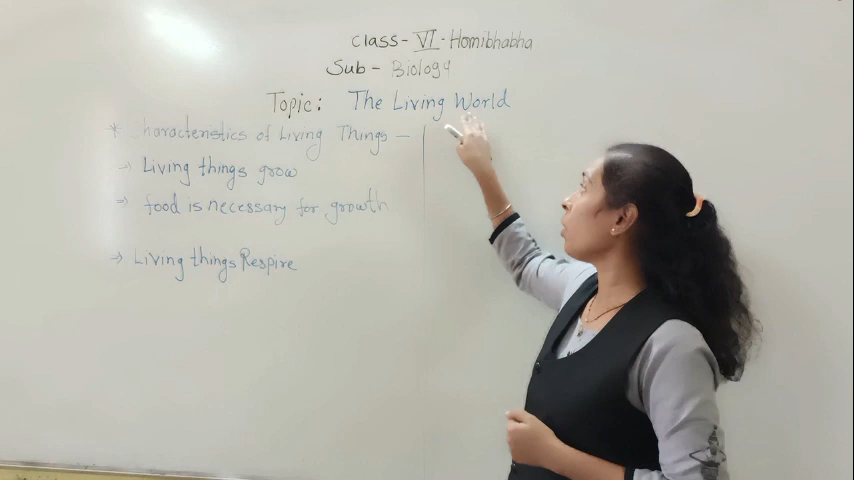 Class - VI - Homibhabha
Sub - Biology
Topic: The Living World
* Characteristics of Living Things -
→ Living things grow
⇒ food is necessary for growth
→ Living things Respire